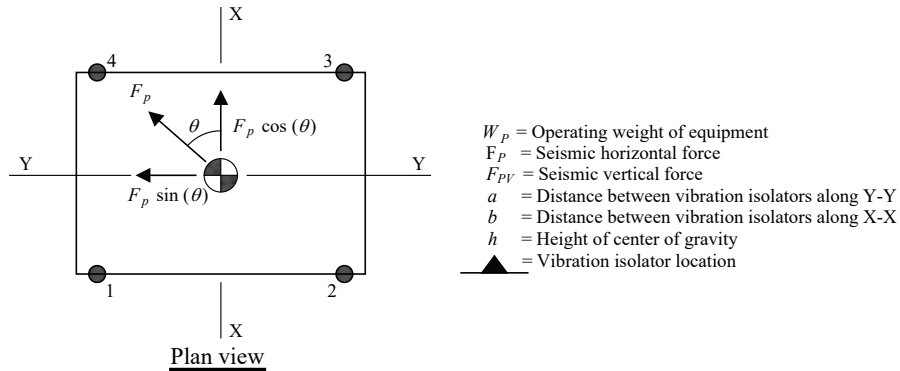 X
4
3
F_p
θ
F_p cos (θ)
Y
Y
F_p sin (θ)
1
2
X
Plan view
W_P = Operating weight of equipment
F_P = Seismic horizontal force
F_PV = Seismic vertical force
a = Distance between vibration isolators along Y-Y
b = Distance between vibration isolators along X-X
h = Height of center of gravity
= Vibration isolator location